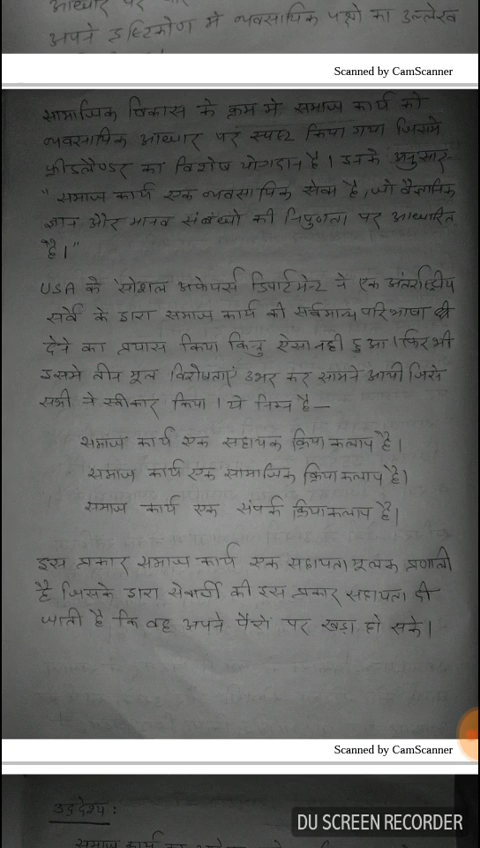 आधार पर
अपने दृष्टिकोण में व्यवसायिक पक्षो का उल्लेख
Scanned by CamScanner
सामाजिक विकास के क्रम में समाज कार्य को
व्यवसायिक आधार पर स्पष्ट किया गया जिसमे
फ्रीडलैण्डर का विशेष योगदान है। उनके अनुसार
" समाज कार्य एक व्यवसायिक सेवा है, जो वैज्ञानिक
ज्ञान और मानव संबंधो की निपुणता पर आधारित
है।"
USA के सोशल अफेयर्स डिपार्टमेन्ट ने एक अंतर्राष्ट्रीय
सर्वे के द्वारा समाज कार्य की सर्वमान्य परिभाषा
देने का प्रयास किया किन्तु ऐसा नही हुआ। फिर भी
इसमे तीन मूल विशेषताएं उभर कर सामने आयी जिसे
सभी ने स्वीकार किया। ये निम्न है—
समाज कार्य एक सहायक क्रियाकलाप है।
समाज कार्य एक सामाजिक क्रियाकलाप है।
समाज कार्य एक संपर्क क्रियाकलाप है।
इस प्रकार समाज कार्य एक सहायता मूलक प्रणाली
है जिसके द्वारा सेवार्थी की इस प्रकार सहायता की
जाती है कि वह अपने पैरो पर खड़ा हो सके।
Scanned by CamScanner
उद्देश्य :
समाज कार्य का
DU SCREEN RECORDER